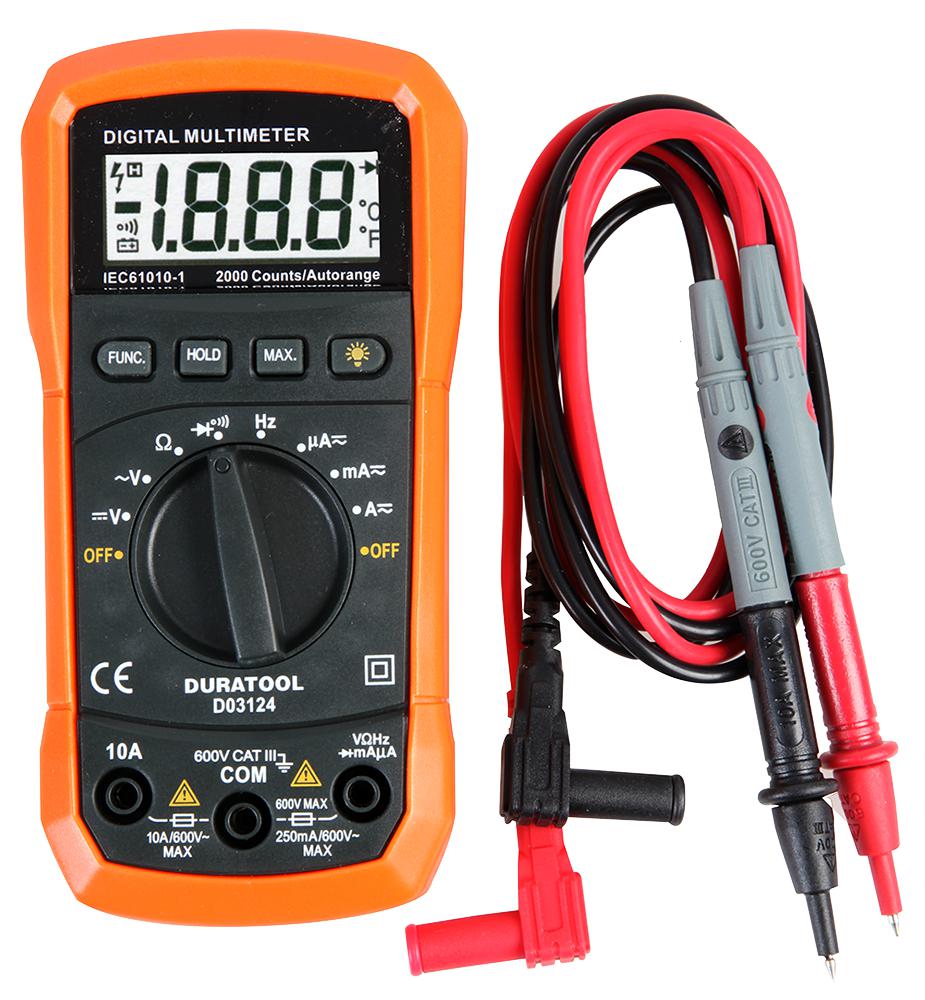 DIGITAL MULTIMETER
H
-1.8.8.8
°C
°F
IEC61010-1 2000 Counts/Autorange
FUNC. HOLD MAX.
Hz
Ω
µA
mA
~V
A
V
OFF
OFF
CE
DURATOOL
D03124
10A
600V CAT III
COM
VΩHz
mAµA
10A/600V~
MAX
600V MAX
250mA/600V~
MAX
600V CAT III
10A MAX